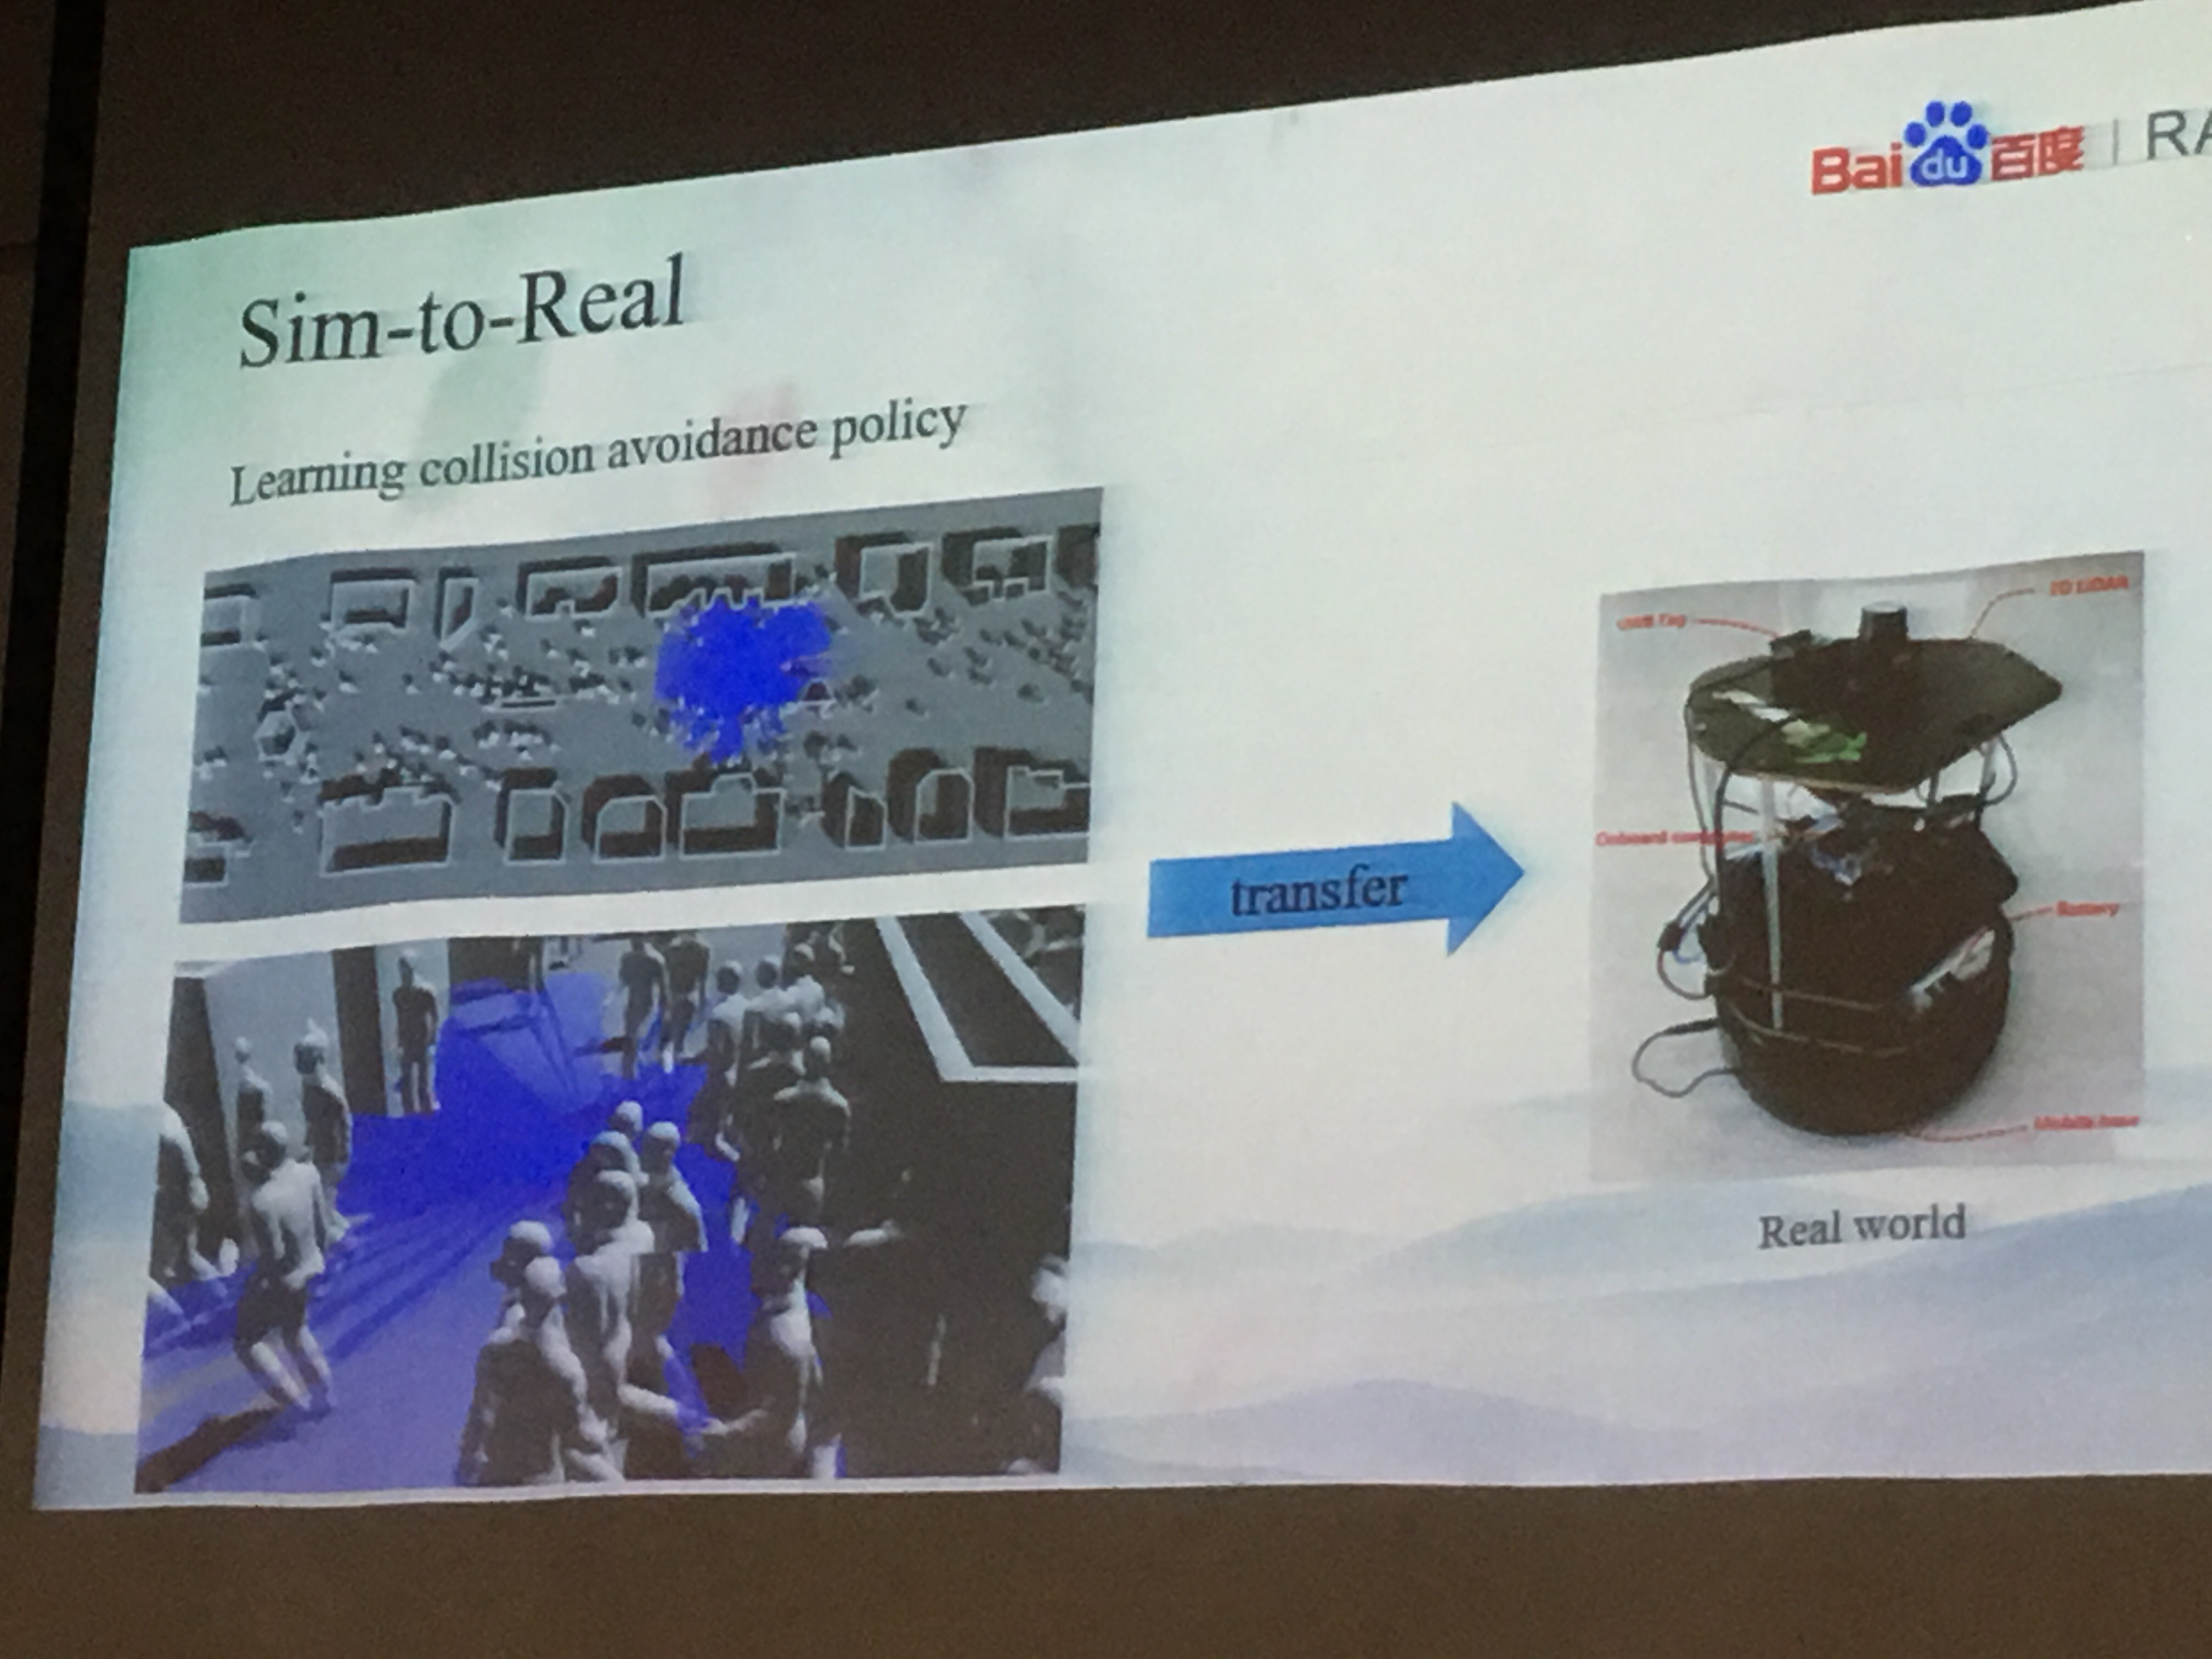 Baidu百度 | RA
Sim-to-Real
Learning collision avoidance policy
UWB Tag
2D LiDAR
transfer
Onboard computer
Battery
Mobile base
Real world